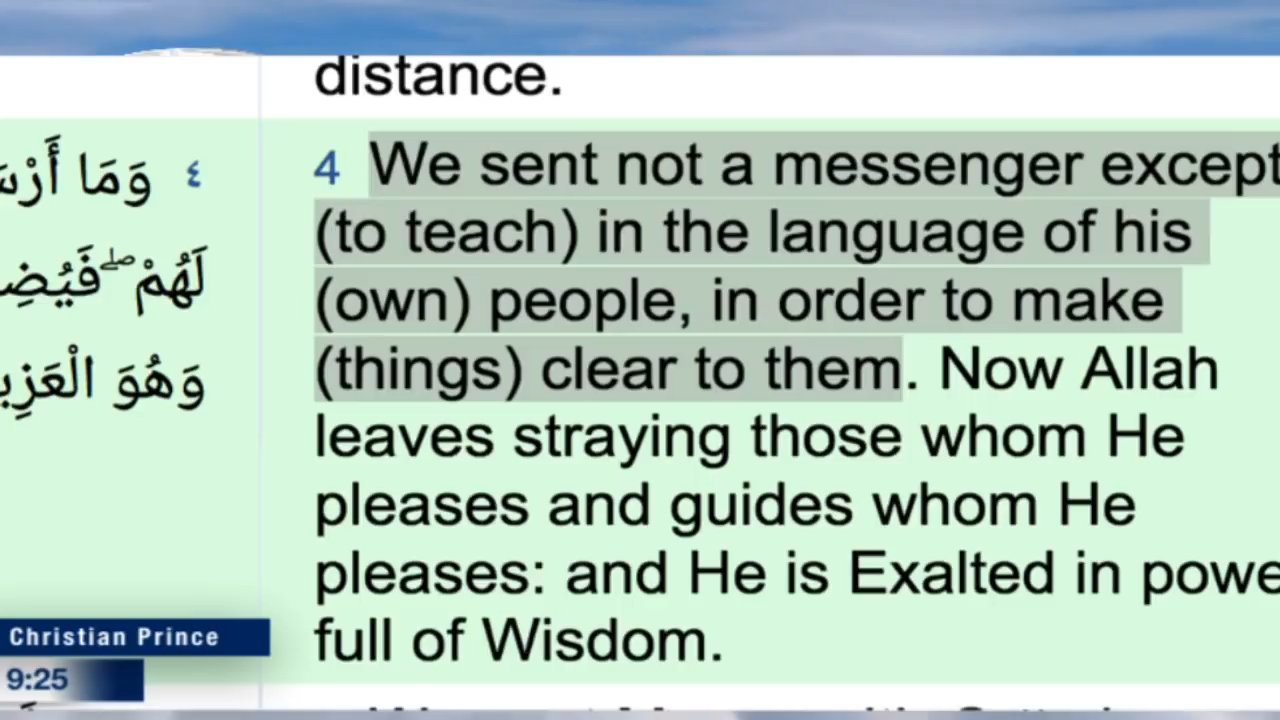 distance.
٤ وَمَا
لَهُمْ ۖ
وَهُوَ
4 We sent not a messenger except
(to teach) in the language of his
(own) people, in order to make
(things) clear to them. Now Allah
leaves straying those whom He
pleases and guides whom He
pleases: and He is Exalted in
full of Wisdom.
Christian Prince
9:25